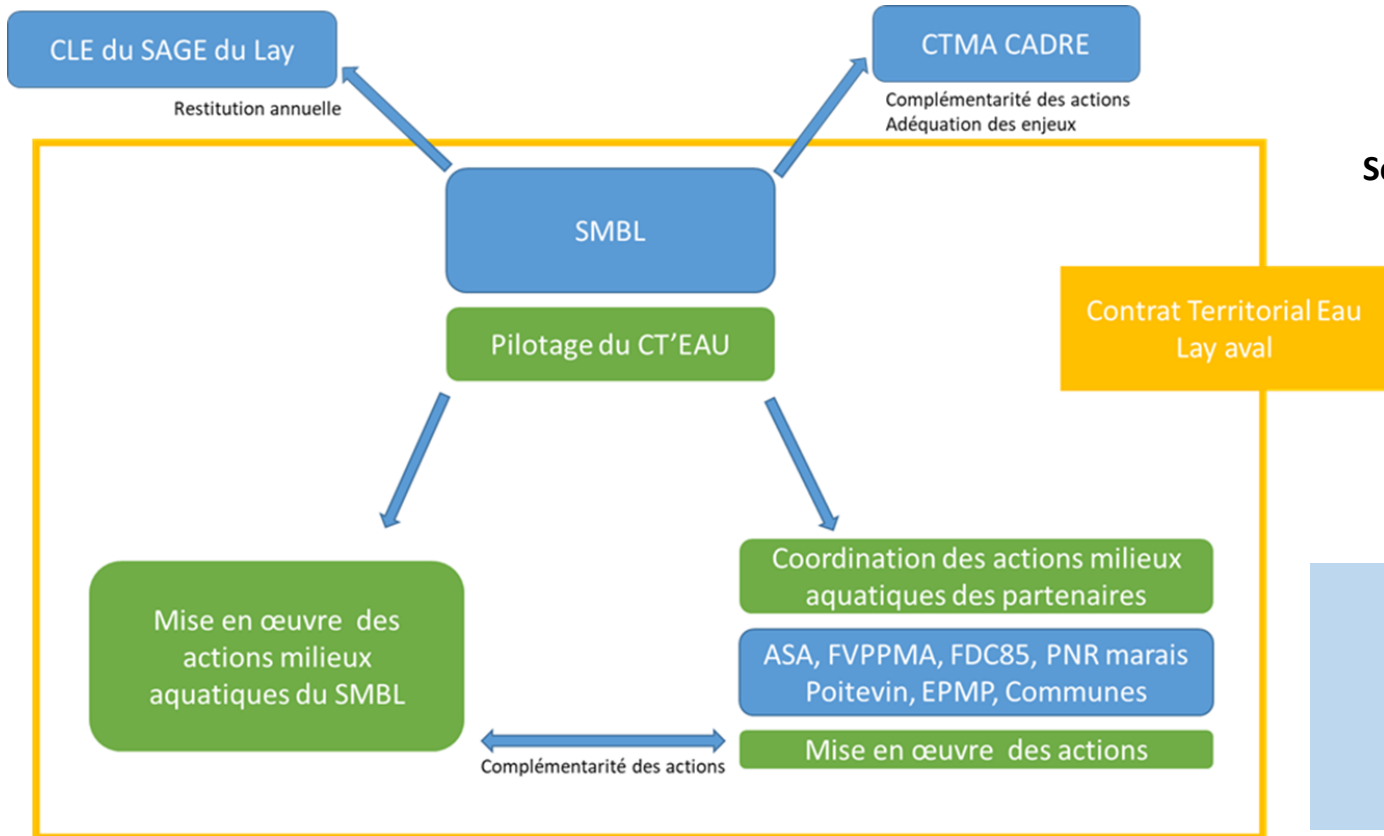 CLE du SAGE du Lay
CTMA CADRE
Restitution annuelle
Complémentarité des actions
Adéquation des enjeux
SMBL
Pilotage du CT’EAU
Contrat Territorial Eau
Lay aval
Mise en œuvre des
actions milieux
aquatiques du SMBL
Coordination des actions milieux
aquatiques des partenaires
ASA, FVPPMA, FDC85, PNR marais
Poitevin, EPMP, Communes
Mise en œuvre des actions
Complémentarité des actions